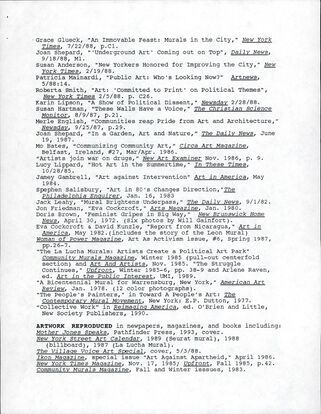 Grace Glueck, "An Immovable Feast: Murals in the City," New York
Times, 7/22/88, p.C1.
Joan Shepard, "'Underground Art' Coming out on Top", Daily News,
9/18/88, M1.
Susan Anderson, "New Yorkers Honored for Improving the City," New
York Times, 2/19/88.
Patricia Mainardi, "Public Art: Who's Looking Now?" Artnews,
5/88:14.
Roberta Smith, "Art: 'Committed to Print' on Political Themes",
New York Times 2/5/88. p. C26.
Karin Lipson, "A Show of Political Dissent," Newsday 2/28/88.
Susan Hartman, "These Walls Have a Voice," The Christian Science
Monitor, 8/9/87, p.21.
Merle English, "Communities reap Pride from Art and Architecture,"
Newsday, 9/25/87, p.29.
Joan Shepard, "In a Garden, Art and Nature," The Daily News, June
19, 1987.
Mo Bates, "Communizing Community Art," Circa Art Magazine,
Belfast, Ireland, #27, Mar/Apr. 1986.
"Artists join war on drugs," New Art Examiner Nov. 1986, p. 9.
Lucy Lippard, "Hot Art in the Summertime," In These Times,
10/28/85.
Jamey Gambrell, "Art against Intervention" Art in America, May
1984.
Stephen Salisbury, "Art in 80's Changes Direction," The
Philadelphia Enquirer, Jan. 16, 1983
Jack Leahy, "Mural Brightens Underpass," The Daily News, 9/1/82.
Jon Friedman, "Eva Cockcroft," Arts Magazine, Jan. 1980.
Doris Brown, "Feminist Gripes in Big Way," New Brunswick Home
News, April 30, 1972. (Six photos by Will Gainfort).
Eva Cockcroft & David Kunzle, "Report from Nicaragua," Art in
America, May 1982, (includes the story of the Leon Mural)
Woman of Power Magazine, Art as Activism issue, #6, Spring 1987,
pp.25.
"The La Lucha Murals: Artists Create a Political Art Park"
Community Murals Magazine, Winter 1985 (pull-out centerfold
section) and Art And Artists, Nov. 1985. "The Struggle
Continues," Upfront, Winter 1985-6, pp. 38-9 and Arlene Raven,
ed. Art in the Public Interest, UMI, 1989.
"A Bicentennial Mural for Warrensburg, New York," American Art
Review, Jan. 1978. (12 color photographs).
"The People's Painters," in Toward A People's Art: The
Contemporary Mural Movement, New York: E.P. Dutton, 1977.
"Collective Work" in Reimaging America, ed. O'Brien and Little,
New Society Publishers, 1990.
ARTWORK REPRODUCED in newpapers, magazines, and books including:
Mother Jones Speaks, Pathfinder Press, 1993, cover.
New York Street Art Calendar, 1989 (Seurat mural), 1988
(billboard), 1987 (La Lucha Mural).
The Village Voice Art Special, cover, 5/3/88.
Ikon Magazine, special issue "Art Against Apartheid," April 1986.
New York Times Magazine, Nov. 17, 1985; Upfront, Fall 1985, p.42.
Community Murals Magazine, Fall and Winter issues, 1983.